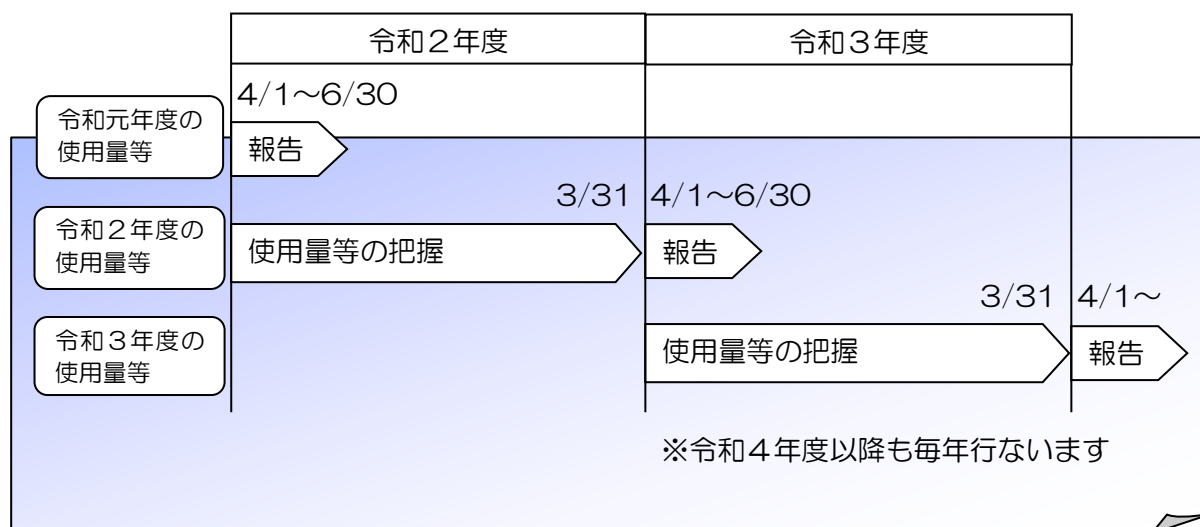 令和２年度
令和３年度
4/1～6/30
令和元年度の
使用量等
報告
3/31
4/1～6/30
令和２年度の
使用量等
使用量等の把握
報告
3/31
4/1～
令和３年度の
使用量等
使用量等の把握
報告
※令和４年度以降も毎年行ないます